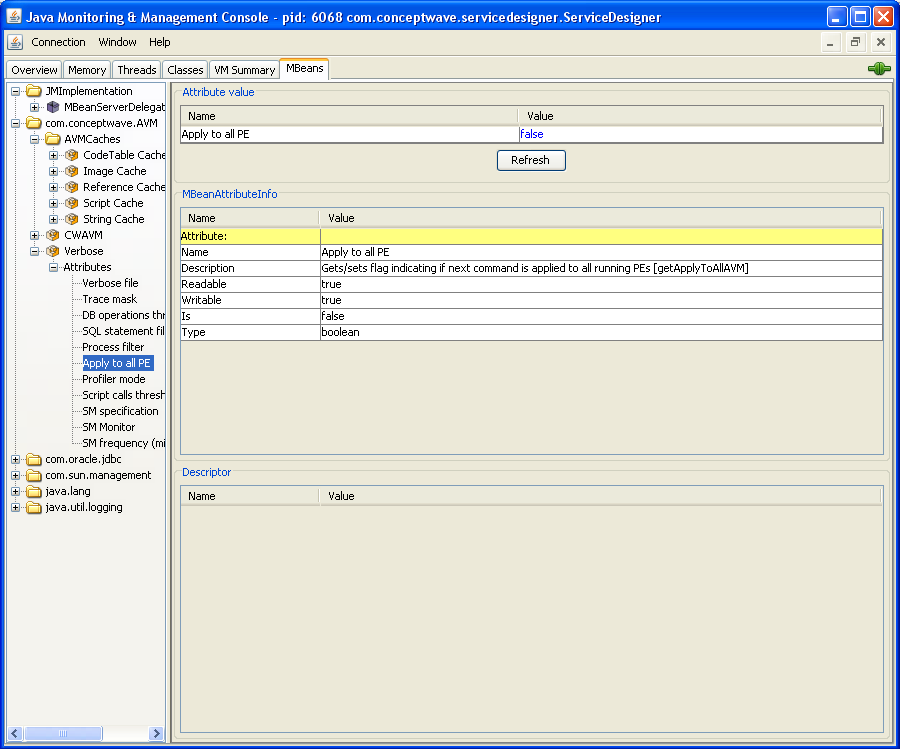 Java Monitoring & Management Console - pid: 6068 com.conceptwave.servicedesigner.ServiceDesigner
Connection Window Help
Overview Memory Threads Classes VM Summary MBeans
JMImplementation
MBeanServerDelegat
com.conceptwave.AVM
AVMCaches
CodeTable Cache
Image Cache
Reference Cache
Script Cache
String Cache
CWAVM
Verbose
Attributes
Verbose file
Trace mask
DB operations thr
SQL statement fil
Process filter
Apply to all PE
Profiler mode
Script calls thresh
SM specification
SM Monitor
SM frequency (mi
com.oracle.jdbc
com.sun.management
java.lang
java.util.logging
Attribute value
Name Value
Apply to all PE false
Refresh
MBeanAttributeInfo
Name Value
Attribute:
Name Apply to all PE
Description Gets/sets flag indicating if next command is applied to all running PEs [getApplyToAllAVM]
Readable true
Writable true
Is false
Type boolean
Descriptor
Name Value